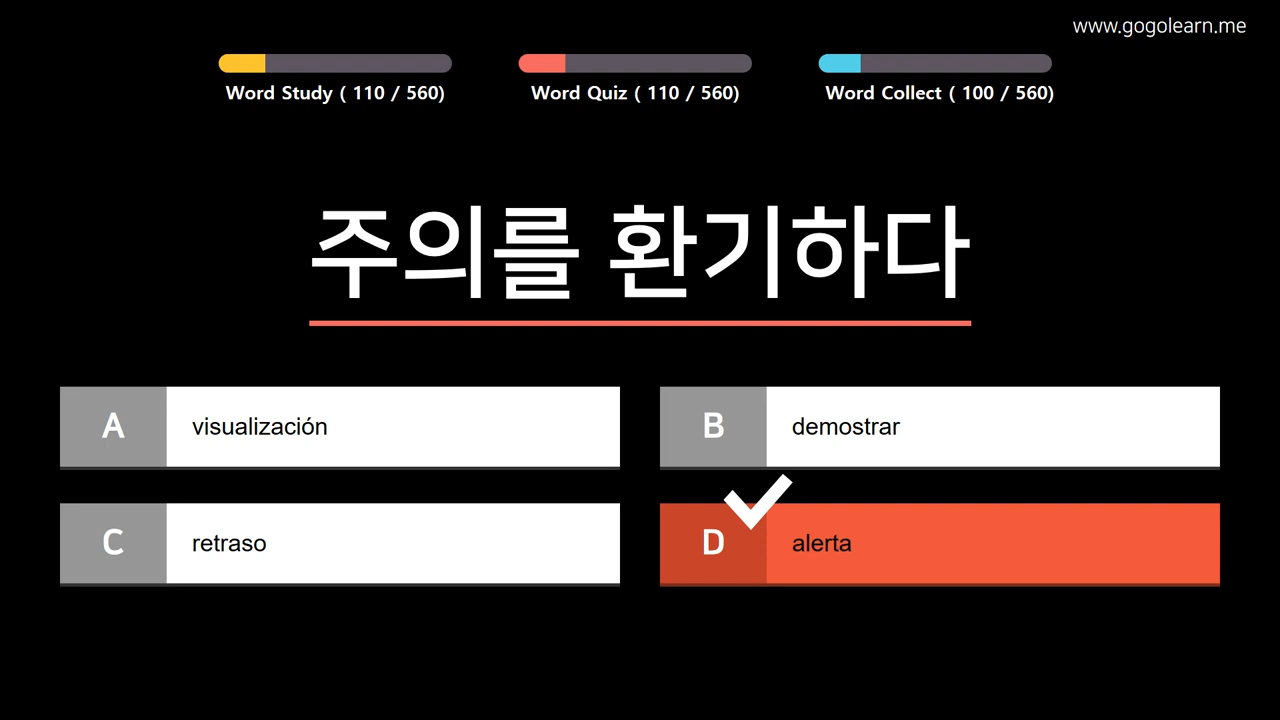 www.gogolearn.me
Word Study ( 110 / 560)
Word Quiz ( 110 / 560)
Word Collect ( 100 / 560)
주의를 환기하다
A visualización
B demostrar
C retraso
D alerta